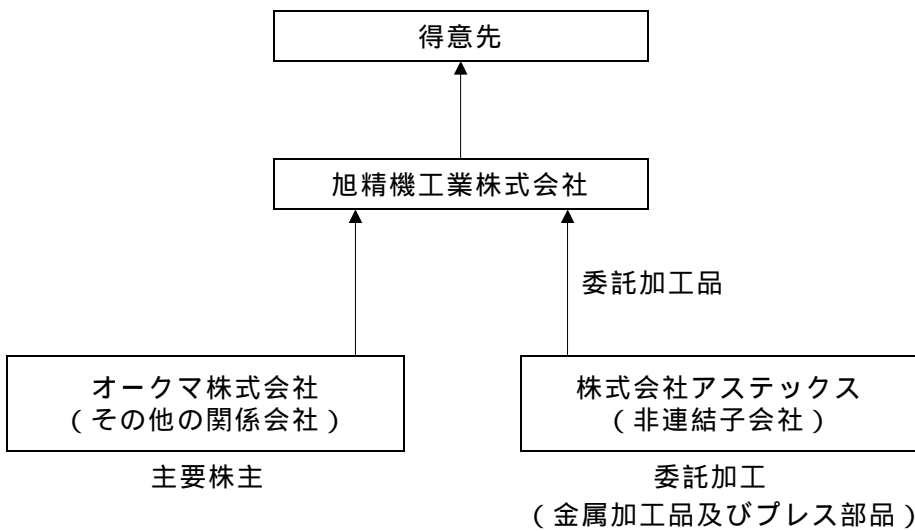 得意先
旭精機工業株式会社
委託加工品
オークマ株式会社
（その他の関係会社）
主要株主
株式会社アステックス
（非連結子会社）
委託加工
（金属加工品及びプレス部品）